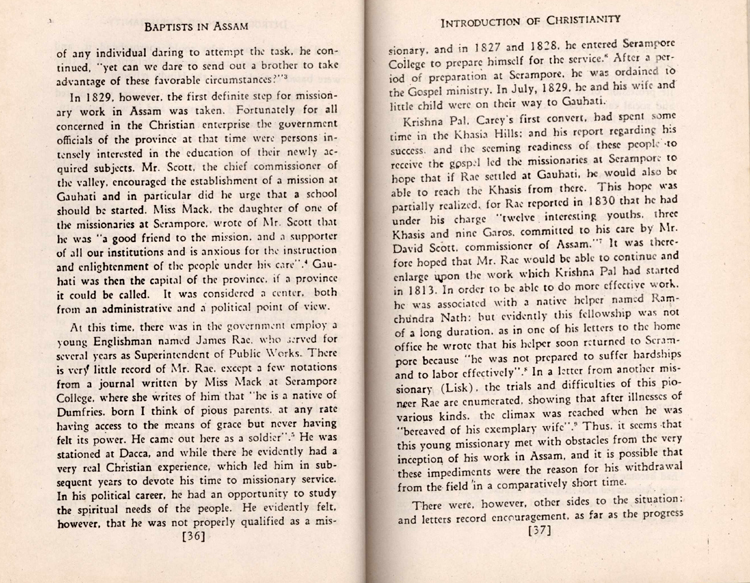 BAPTISTS IN ASSAM
of any individual daring to attempt the task, he con-
tinued, "yet can we dare to send out a brother to take
advantage of these favorable circumstances?"³
In 1829, however, the first definite step for mission-
ary work in Assam was taken. Fortunately for all
concerned in the Christian enterprise the government
officials of the province at that time were persons in-
tensely interested in the education of their newly ac-
quired subjects. Mr. Scott, the chief commissioner of
the valley, encouraged the establishment of a mission at
Gauhati and in particular did he urge that a school
should be started. Miss Mack, the daughter of one of
the missionaries at Serampore, wrote of Mr. Scott that
he was "a good friend to the mission, and a supporter
of all our institutions and is anxious for the instruction
and enlightenment of the people under his care".⁴ Gau-
hati was then the capital of the province, if a province
it could be called. It was considered a center, both
from an administrative and a political point of view.
At this time, there was in the government employ a
young Englishman named James Rae, who served for
several years as Superintendent of Public Works. There
is very little record of Mr. Rae, except a few notations
from a journal written by Miss Mack at Serampore
College, where she writes of him that "he is a native of
Dumfries, born I think of pious parents, at any rate
having access to the means of grace but never having
felt its power. He came out here as a soldier".⁵ He was
stationed at Dacca, and while there he evidently had a
very real Christian experience, which led him in sub-
sequent years to devote his time to missionary service.
In his political career, he had an opportunity to study
the spiritual needs of the people. He evidently felt,
however, that he was not properly qualified as a mis-
[36]
INTRODUCTION OF CHRISTIANITY
sionary, and in 1827 and 1828, he entered Serampore
College to prepare himself for the service.⁶ After a per-
iod of preparation at Serampore, he was ordained to
the Gospel ministry. In July, 1829, he and his wife and
little child were on their way to Gauhati.
Krishna Pal, Carey's first convert, had spent some
time in the Khasia Hills; and his report regarding his
success, and the seeming readiness of these people to
receive the gospel led the missionaries at Serampore to
hope that if Rae settled at Gauhati, he would also be
able to reach the Khasis from there. This hope was
partially realized, for Rae reported in 1830 that he had
under his charge "twelve interesting youths, three
Khasis and nine Garos, committed to his care by Mr.
David Scott, commissioner of Assam."⁷ It was there-
fore hoped that Mr. Rae would be able to continue and
enlarge upon the work which Krishna Pal had started
in 1813. In order to be able to do more effective work,
he was associated with a native helper named Ram-
chundra Nath; but evidently this fellowship was not
of a long duration, as in one of his letters to the home
office he wrote that his helper soon returned to Seram-
pore because "he was not prepared to suffer hardships
and to labor effectively".⁸ In a letter from another mis-
sionary (Lisk), the trials and difficulties of this pio-
neer Rae are enumerated, showing that after illnesses of
various kinds, the climax was reached when he was
"bereaved of his exemplary wife".⁹ Thus, it seems that
this young missionary met with obstacles from the very
inception of his work in Assam, and it is possible that
these impediments were the reason for his withdrawal
from the field in a comparatively short time.
There were, however, other sides to the situation;
and letters record encouragement, as far as the progress
[37]